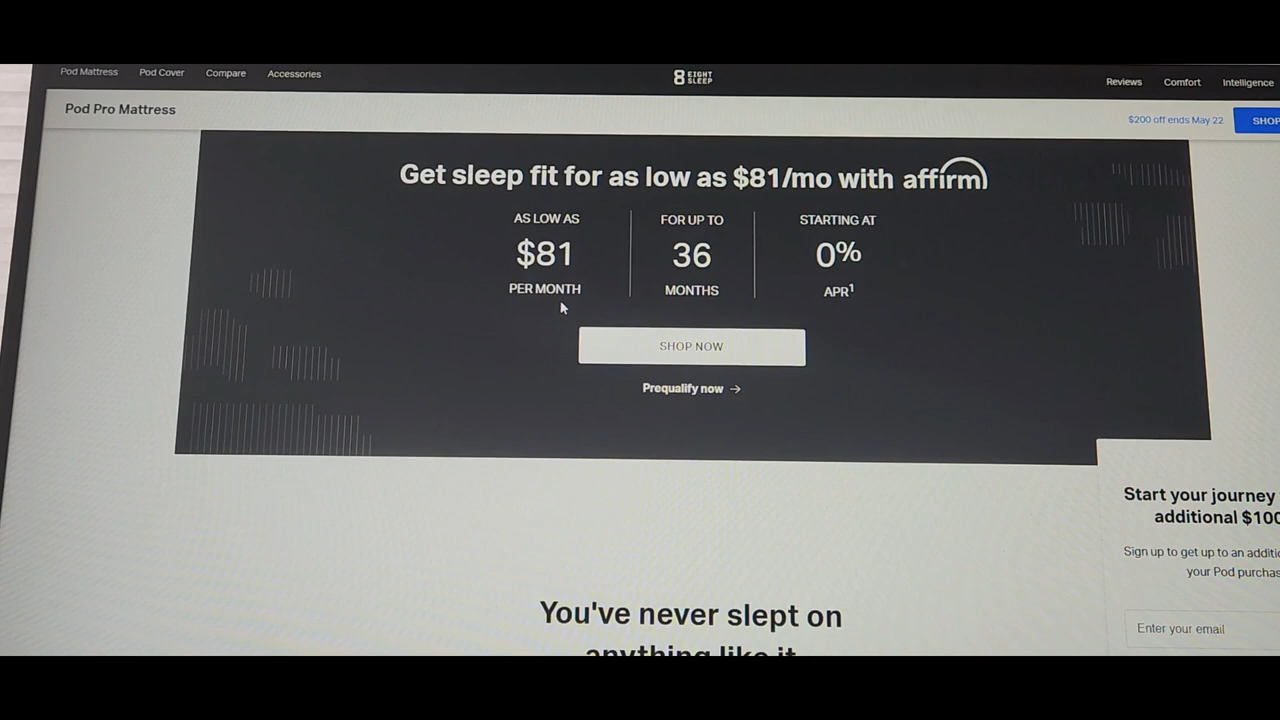 Pod Mattress Pod Cover Compare Accessories
8 EIGHT SLEEP
Reviews Comfort Intelligence
Pod Pro Mattress
$200 off ends May 22
SHOP
Get sleep fit for as low as $81/mo with affirm
AS LOW AS
$81
PER MONTH
FOR UP TO
36
MONTHS
STARTING AT
0%
APR1
SHOP NOW
Prequalify now →
Start your journey
additional $100
Sign up to get up to an additio
your Pod purchas
Enter your email
You've never slept on
anything like it